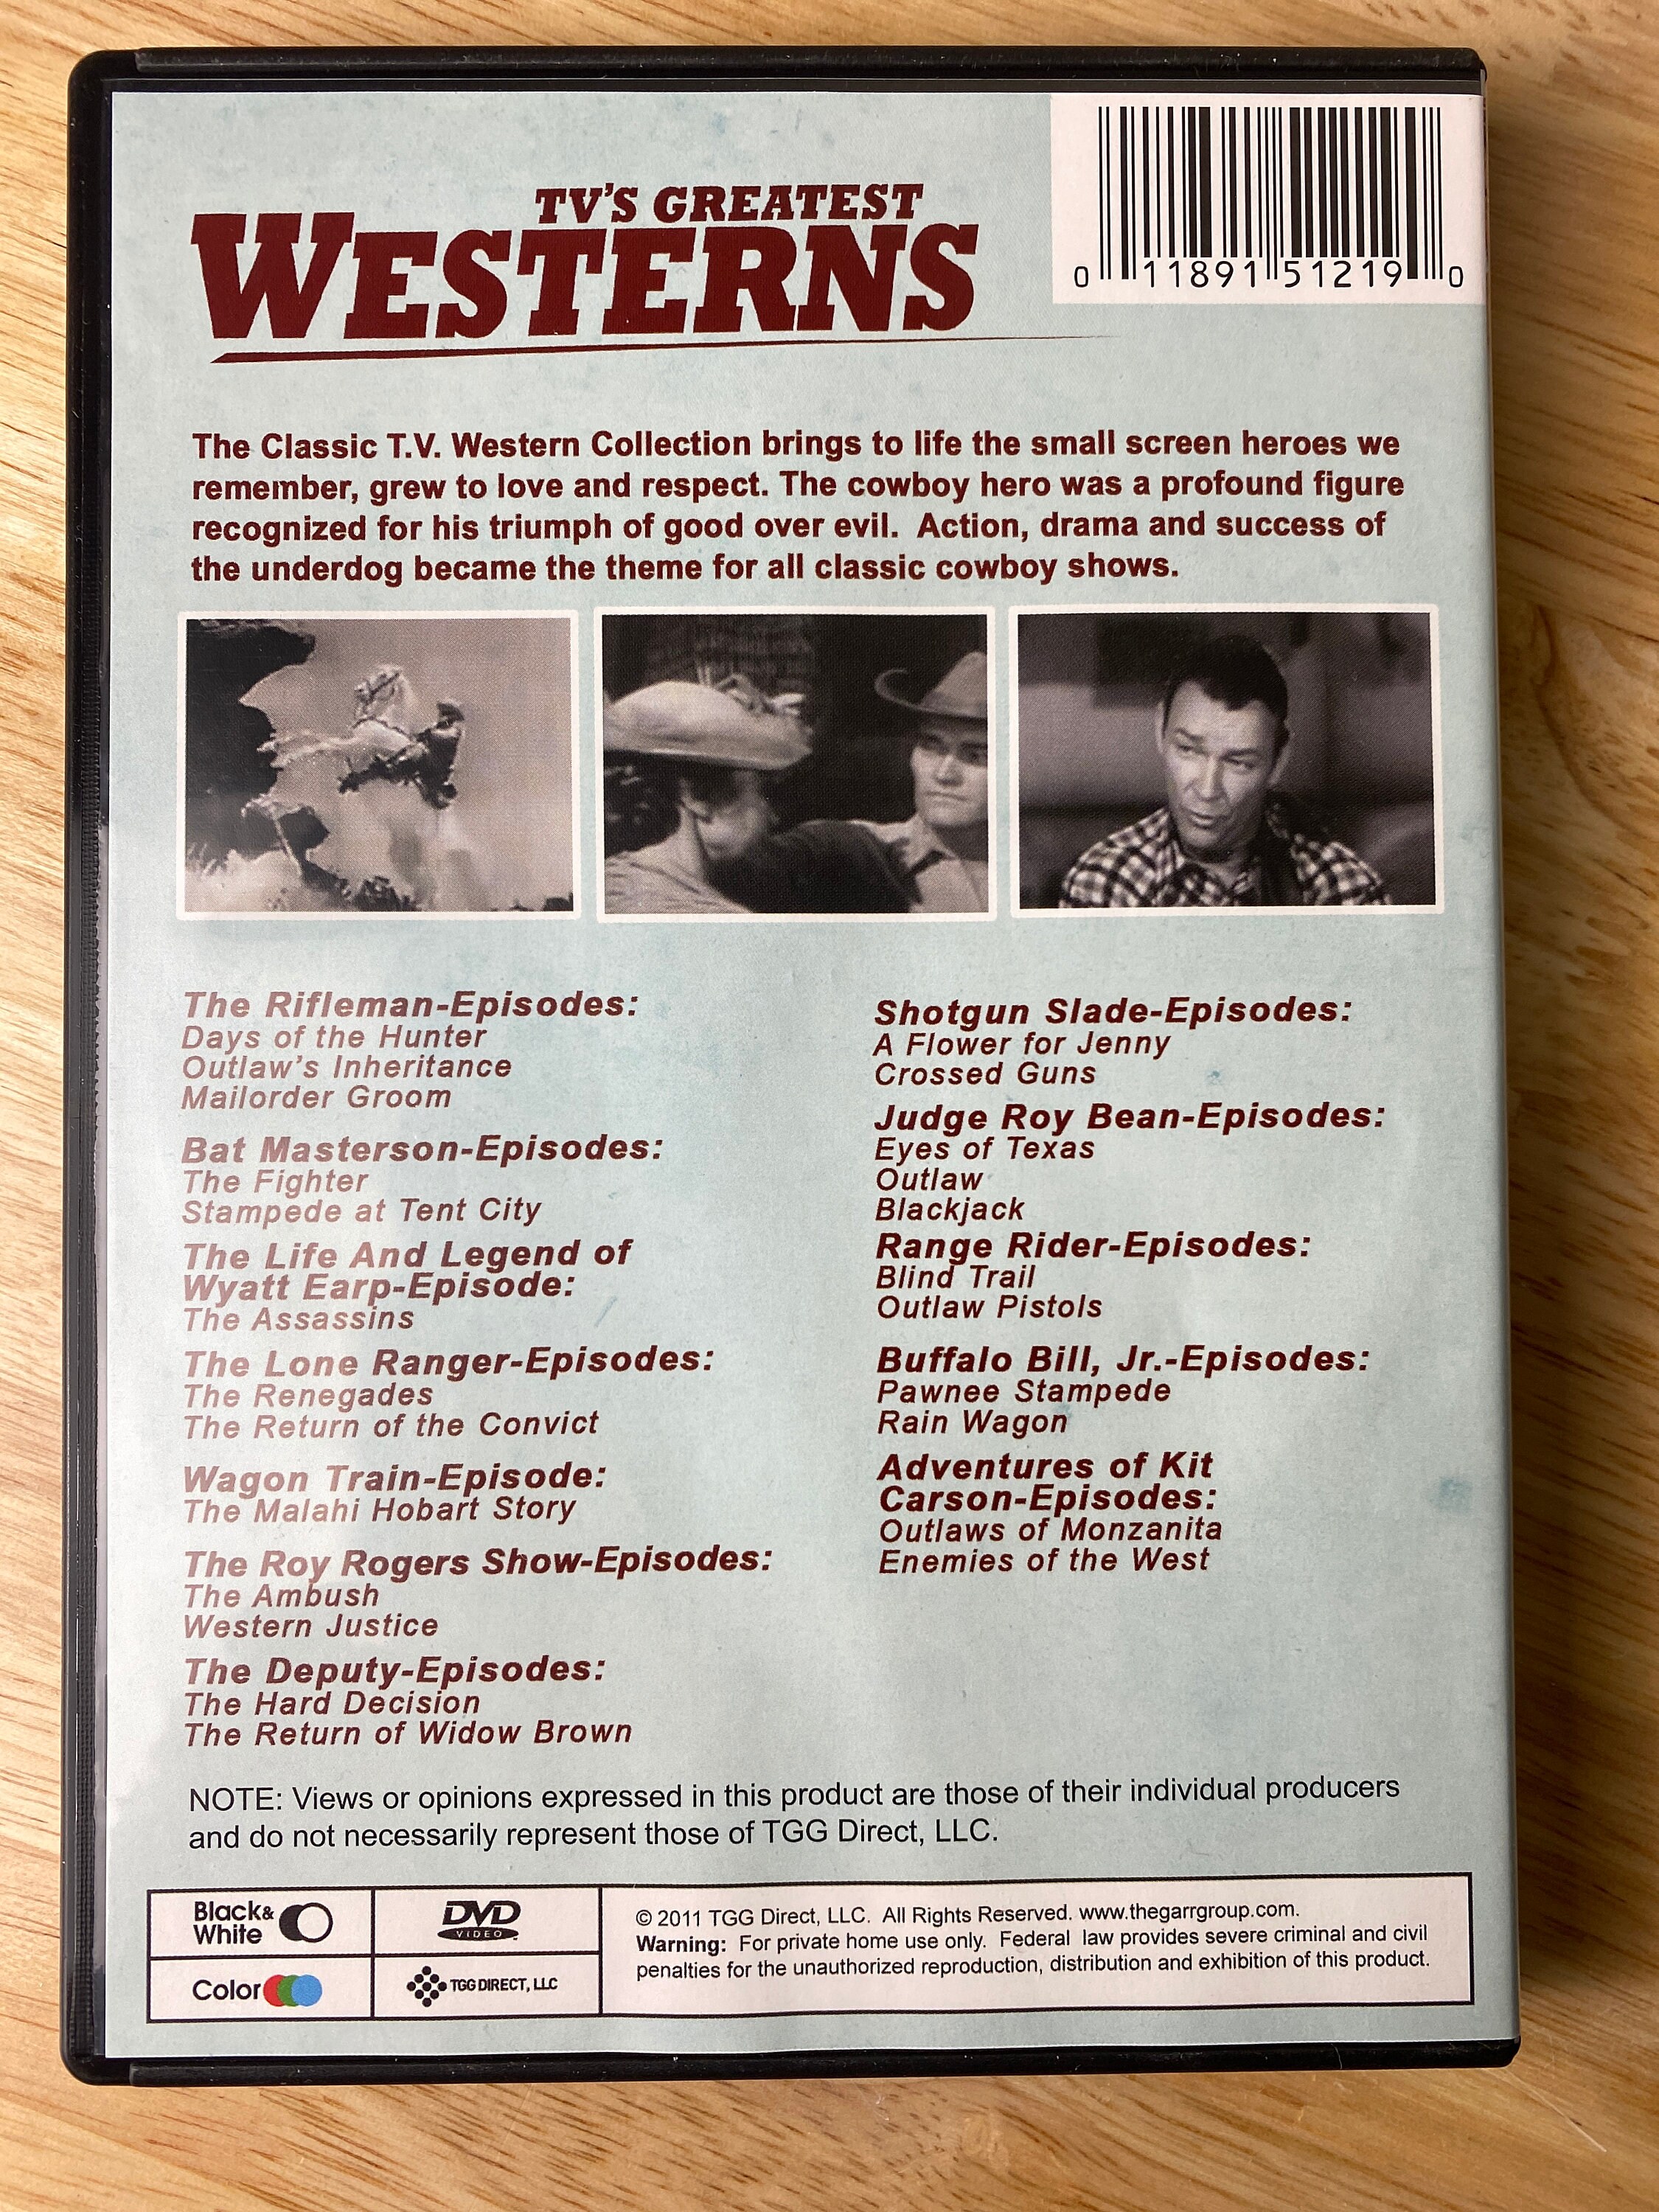 TV'S GREATEST
WESTERNS
0 11891 51219 0
The Classic T.V. Western Collection brings to life the small screen heroes we
remember, grew to love and respect. The cowboy hero was a profound figure
recognized for his triumph of good over evil. Action, drama and success of
the underdog became the theme for all classic cowboy shows.
The Rifleman-Episodes:
Days of the Hunter
Outlaw's Inheritance
Mailorder Groom
Bat Masterson-Episodes:
The Fighter
Stampede at Tent City
The Life And Legend of
Wyatt Earp-Episode:
The Assassins
The Lone Ranger-Episodes:
The Renegades
The Return of the Convict
Wagon Train-Episode:
The Malahi Hobart Story
The Roy Rogers Show-Episodes:
The Ambush
Western Justice
The Deputy-Episodes:
The Hard Decision
The Return of Widow Brown
Shotgun Slade-Episodes:
A Flower for Jenny
Crossed Guns
Judge Roy Bean-Episodes:
Eyes of Texas
Outlaw
Blackjack
Range Rider-Episodes:
Blind Trail
Outlaw Pistols
Buffalo Bill, Jr.-Episodes:
Pawnee Stampede
Rain Wagon
Adventures of Kit
Carson-Episodes:
Outlaws of Monzanita
Enemies of the West
NOTE: Views or opinions expressed in this product are those of their individual producers
and do not necessarily represent those of TGG Direct, LLC.
Black&
White
Color
DVD
VIDEO
TGG DIRECT, LLC
© 2011 TGG Direct, LLC. All Rights Reserved. www.thegarrgroup.com.
Warning: For private home use only. Federal law provides severe criminal and civil
penalties for the unauthorized reproduction, distribution and exhibition of this product.